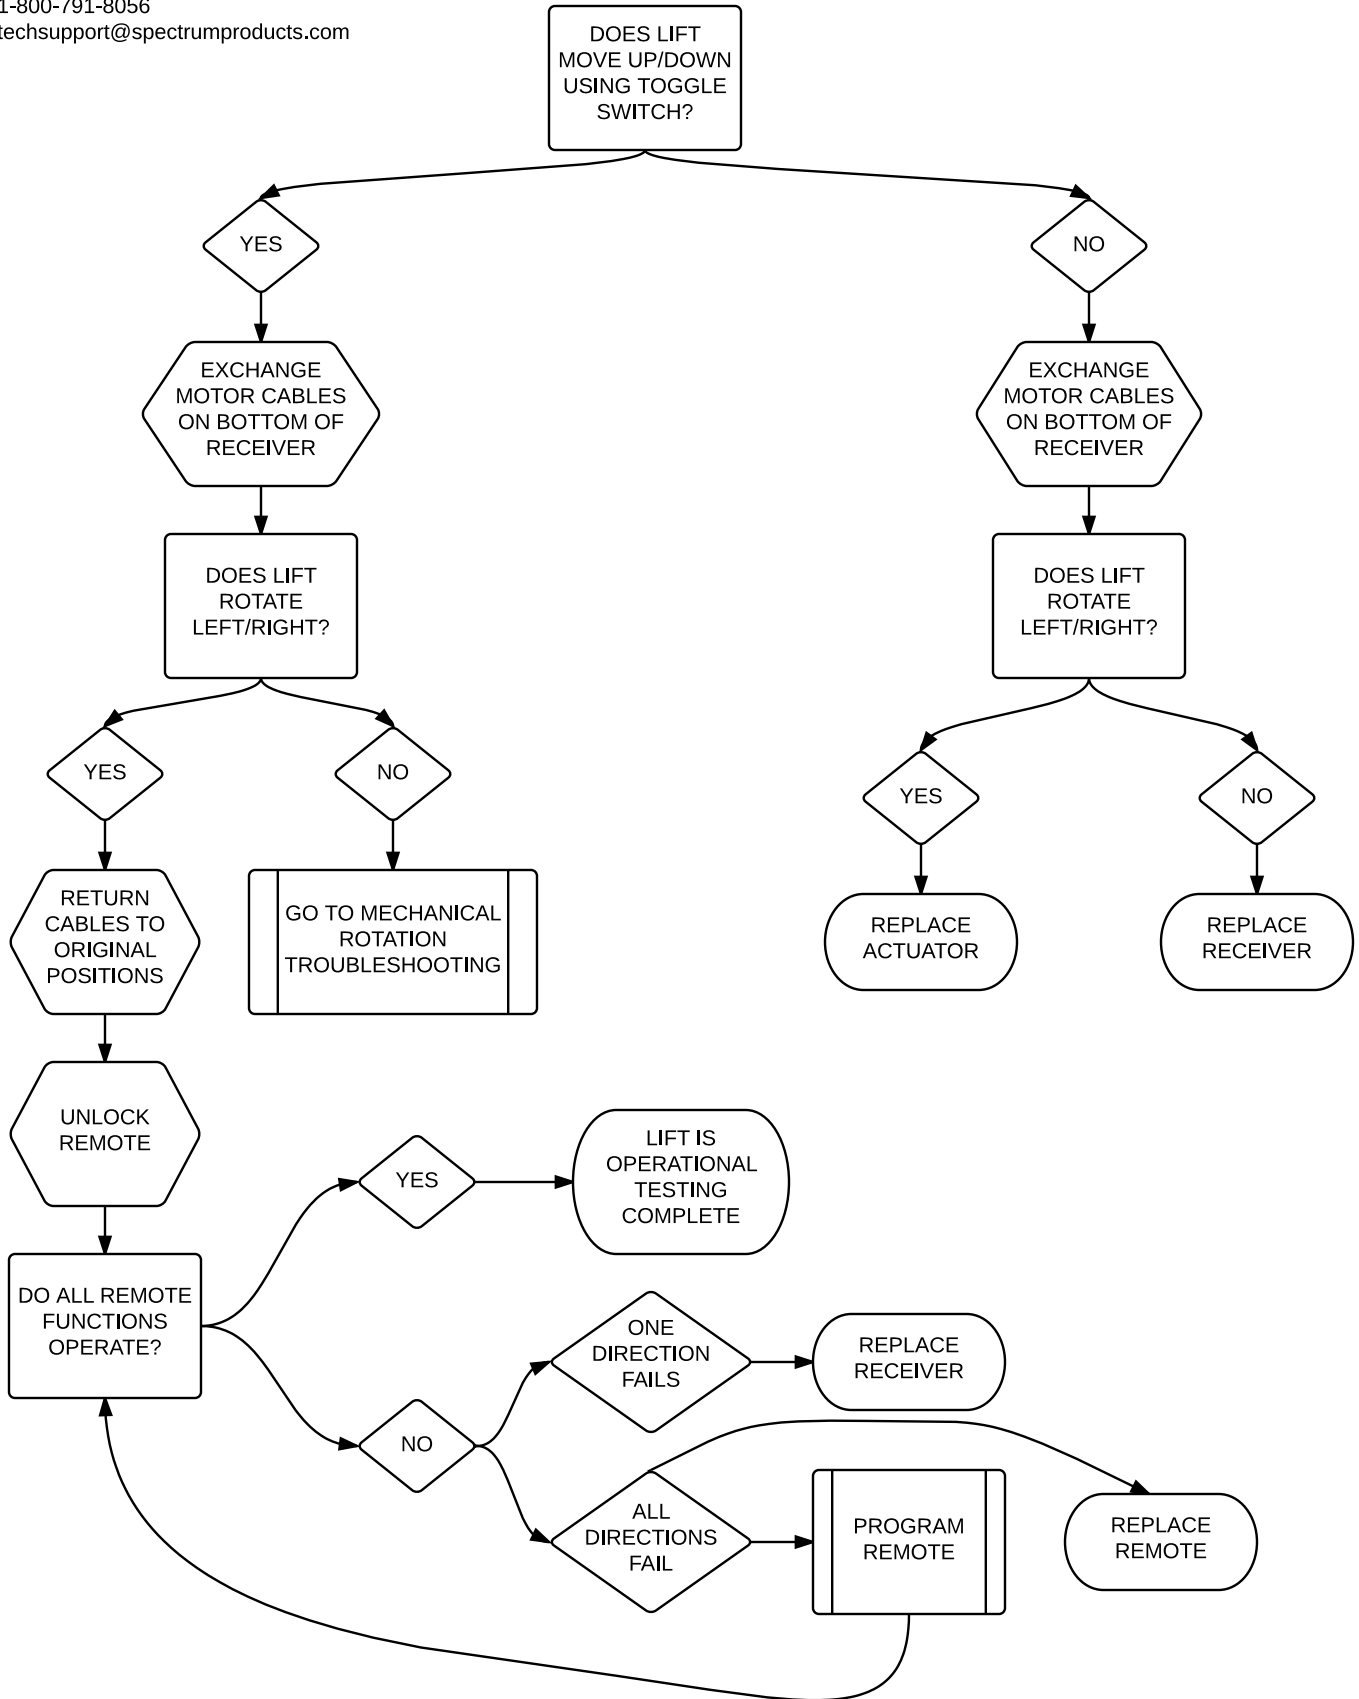 1-800-791-8056
techsupport@spectrumproducts.com
DOES LIFT
MOVE UP/DOWN
USING TOGGLE
SWITCH?
YES
NO
EXCHANGE
MOTOR CABLES
ON BOTTOM OF
RECEIVER
EXCHANGE
MOTOR CABLES
ON BOTTOM OF
RECEIVER
DOES LIFT
ROTATE
LEFT/RIGHT?
DOES LIFT
ROTATE
LEFT/RIGHT?
YES
NO
YES
NO
RETURN
CABLES TO
ORIGINAL
POSITIONS
GO TO MECHANICAL
ROTATION
TROUBLESHOOTING
REPLACE
ACTUATOR
REPLACE
RECEIVER
UNLOCK
REMOTE
YES
LIFT IS
OPERATIONAL
TESTING
COMPLETE
DO ALL REMOTE
FUNCTIONS
OPERATE?
ONE
DIRECTION
FAILS
REPLACE
RECEIVER
NO
ALL
DIRECTIONS
FAIL
PROGRAM
REMOTE
REPLACE
REMOTE